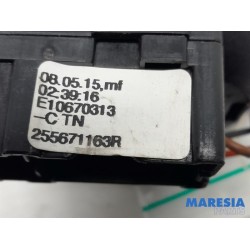 08.05.15,mf
02:39:16
E10670313
-C TN
255671163R
MARESIA